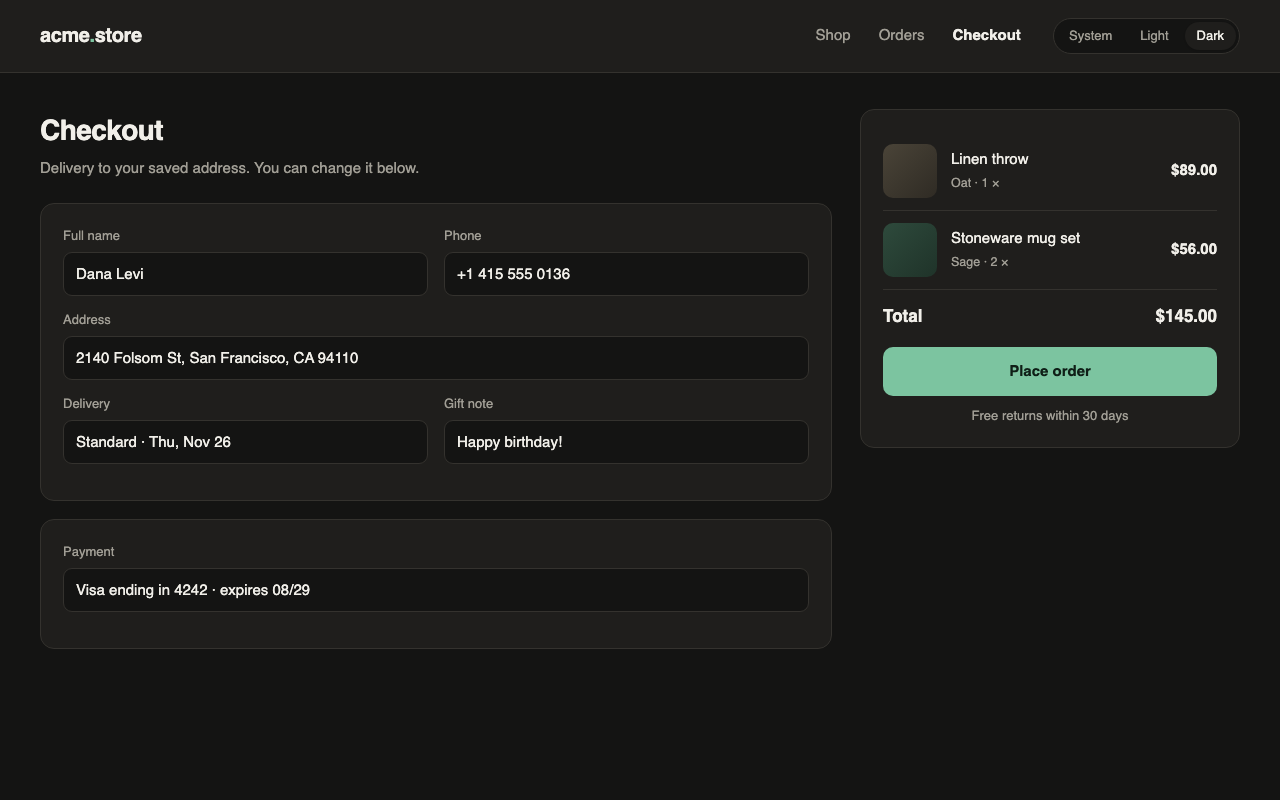 acme.store
Shop Orders Checkout System Light Dark
Checkout
Delivery to your saved address. You can change it below.
Full name Phone
Dana Levi +1 415 555 0136
Address
2140 Folsom St, San Francisco, CA 94110
Delivery Gift note
Standard · Thu, Nov 26 Happy birthday!
Payment
Visa ending in 4242 · expires 08/29
Linen throw $89.00
Oat · 1 ×
Stoneware mug set $56.00
Sage · 2 ×
Total $145.00
Place order
Free returns within 30 days